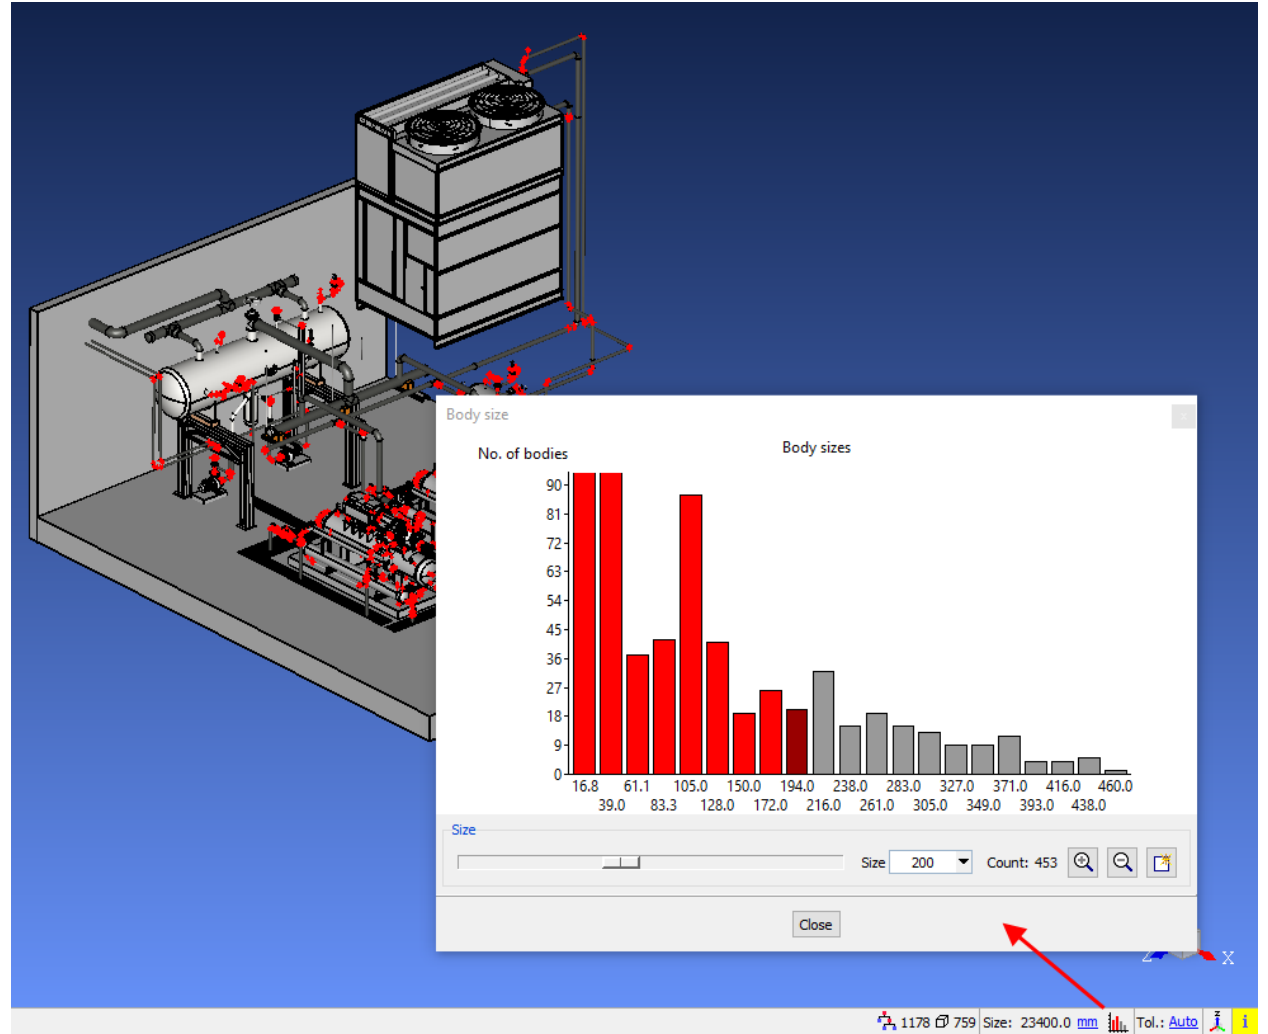 Body size
x
Body sizes
No. of bodies
90
81
72
63
54
45
36
27
18
9
0
16.8 61.1 105.0 150.0 194.0 238.0 283.0 327.0 371.0 416.0 460.0
39.0 83.3 128.0 172.0 216.0 261.0 305.0 349.0 393.0 438.0
Size
Size 200 Count: 453
Close
Z X
1178 759 Size: 23400.0 mm Tol.: Auto i